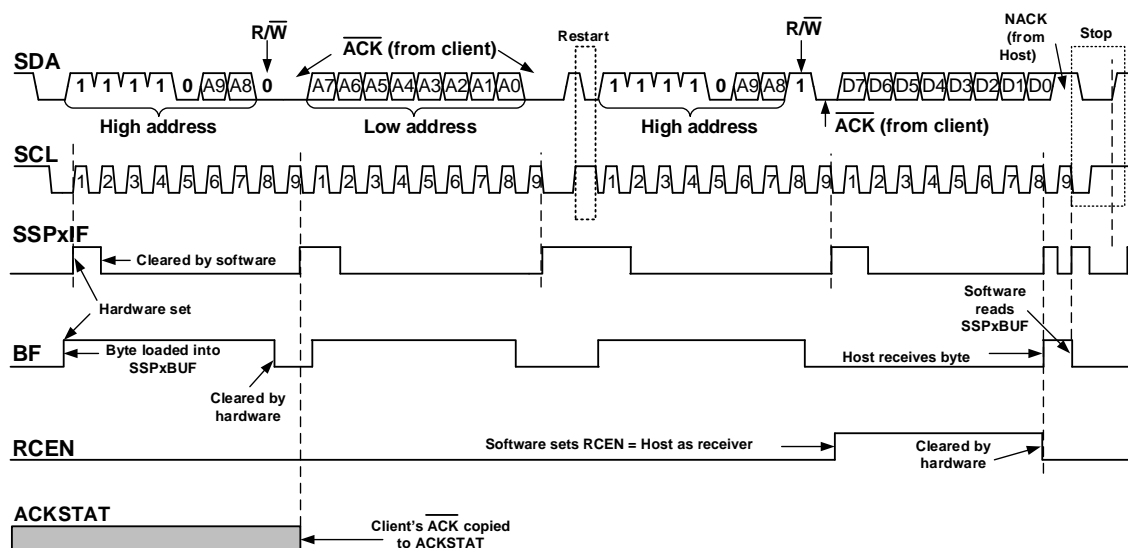 R/W
R/W
NACK
(from
Host)
Restart
Stop
ACK (from client)
SDA
1 1 1 1 0 A9 A8 0 A7 A6 A5 A4 A3 A2 A1 A0 1 1 1 1 0 A9 A8 1 D7 D6 D5 D4 D3 D2 D1 D0
High address
Low address
High address
ACK (from client)
SCL
1 2 3 4 5 6 7 8 9 1 2 3 4 5 6 7 8 9 1 2 3 4 5 6 7 8 9 1 2 3 4 5 6 7 8 9
SSPxIF
Cleared by software
Hardware set
Software
reads
SSPxBUF
BF
Byte loaded into
SSPxBUF
Host receives byte
Cleared by
hardware
RCEN
Software sets RCEN = Host as receiver
Cleared by
hardware
ACKSTAT
Client's ACK copied
to ACKSTAT